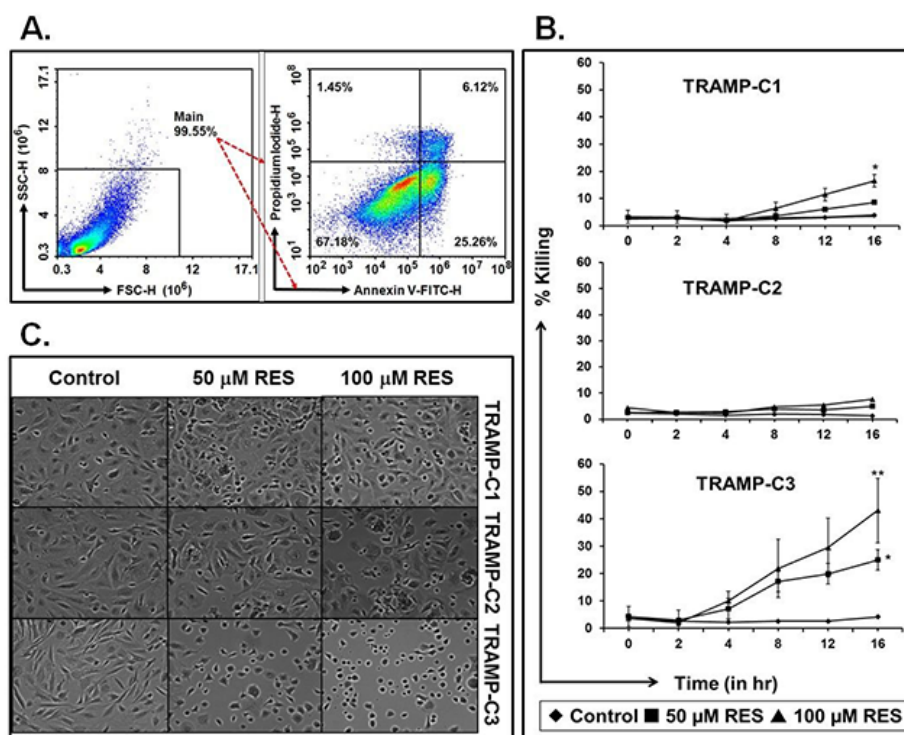 A.
17.1
12
8
4
0.3
SSC-H (10⁶)
0.3 4 8 12 17.1
FSC-H (10⁶)
Main
99.55%
10⁸
10⁶
10⁵
10⁴
10³
10¹
PropidiumIodide-H
1.45%
6.12%
67.18%
25.26%
10² 10³ 10⁴ 10⁵ 10⁶ 10⁷ 10⁸
Annexin V-FITC-H
B.
% Killing
TRAMP-C1
60
50
40
30
20
10
0
*
0 2 4 8 12 16
TRAMP-C2
60
50
40
30
20
10
0
0 2 4 8 12 16
TRAMP-C3
60
50
40
30
20
10
0
**
*
0 2 4 8 12 16
Time (in hr)
Control 50 µM RES 100 µM RES
C.
Control 50 µM RES 100 µM RES
TRAMP-C1
TRAMP-C2
TRAMP-C3